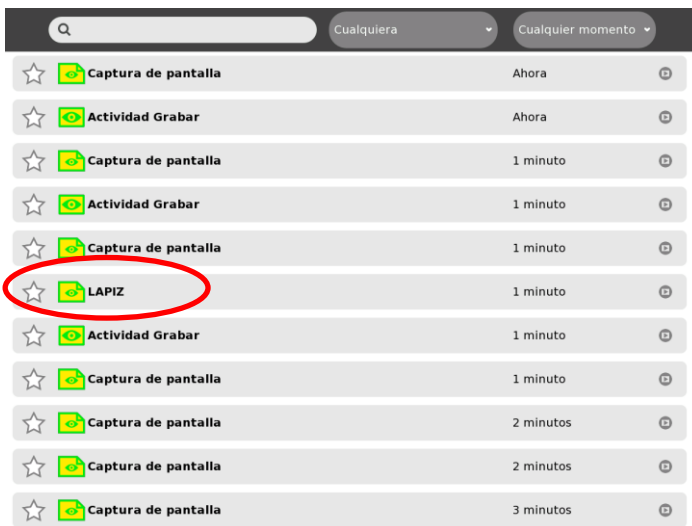 Cualquiera Cualquier momento
Captura de pantalla Ahora
Actividad Grabar Ahora
Captura de pantalla 1 minuto
Actividad Grabar 1 minuto
Captura de pantalla 1 minuto
LAPIZ 1 minuto
Actividad Grabar 1 minuto
Captura de pantalla 1 minuto
Captura de pantalla 2 minutos
Captura de pantalla 2 minutos
Captura de pantalla 3 minutos